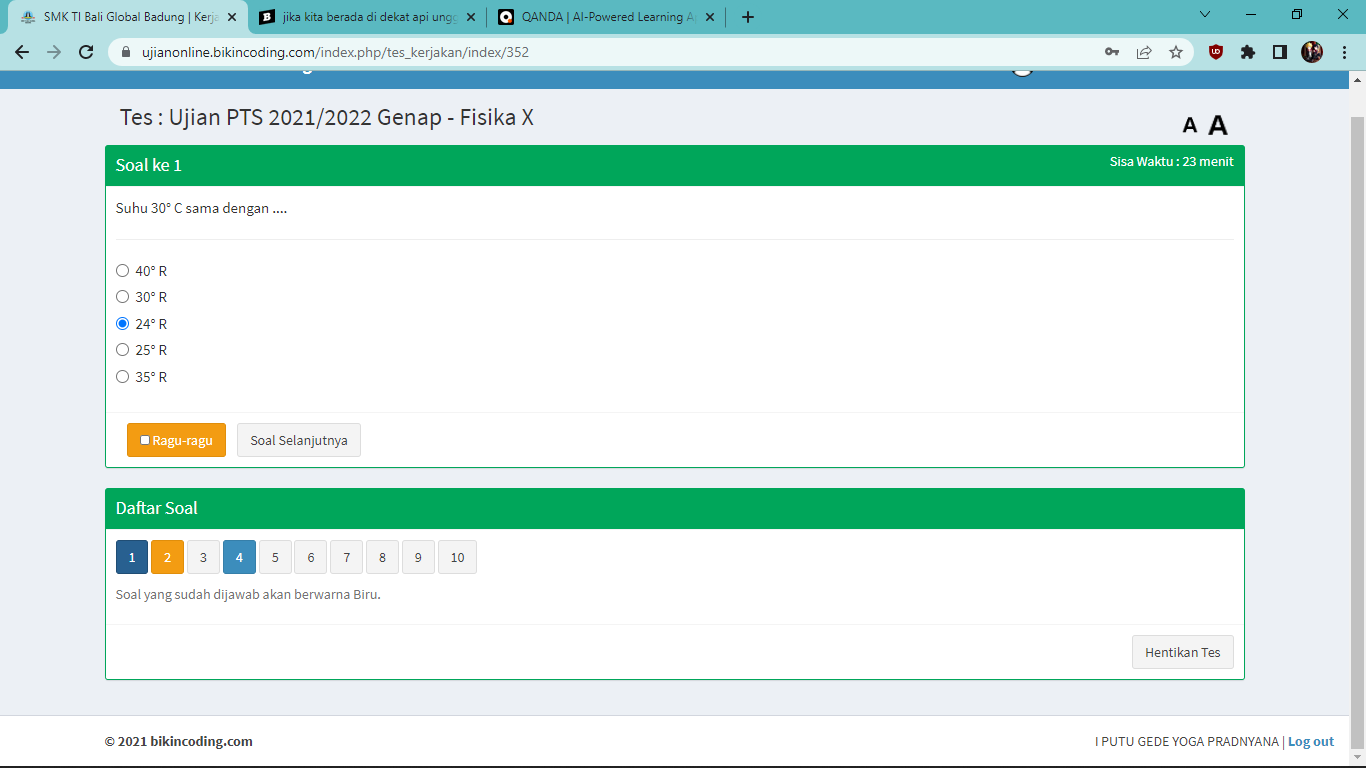 SMK TI Bali Global Badung | Kerja
jika kita berada di dekat api ungg
QANDA | AI-Powered Learning A
ujianonline.bikincoding.com/index.php/tes_kerjakan/index/352
Tes : Ujian PTS 2021/2022 Genap - Fisika X
A A
Soal ke 1
Sisa Waktu : 23 menit
Suhu 30° C sama dengan ....
40° R
30° R
24° R
25° R
35° R
Ragu-ragu
Soal Selanjutnya
Daftar Soal
1 2 3 4 5 6 7 8 9 10
Soal yang sudah dijawab akan berwarna Biru.
Hentikan Tes
© 2021 bikincoding.com
I PUTU GEDE YOGA PRADNYANA | Log out